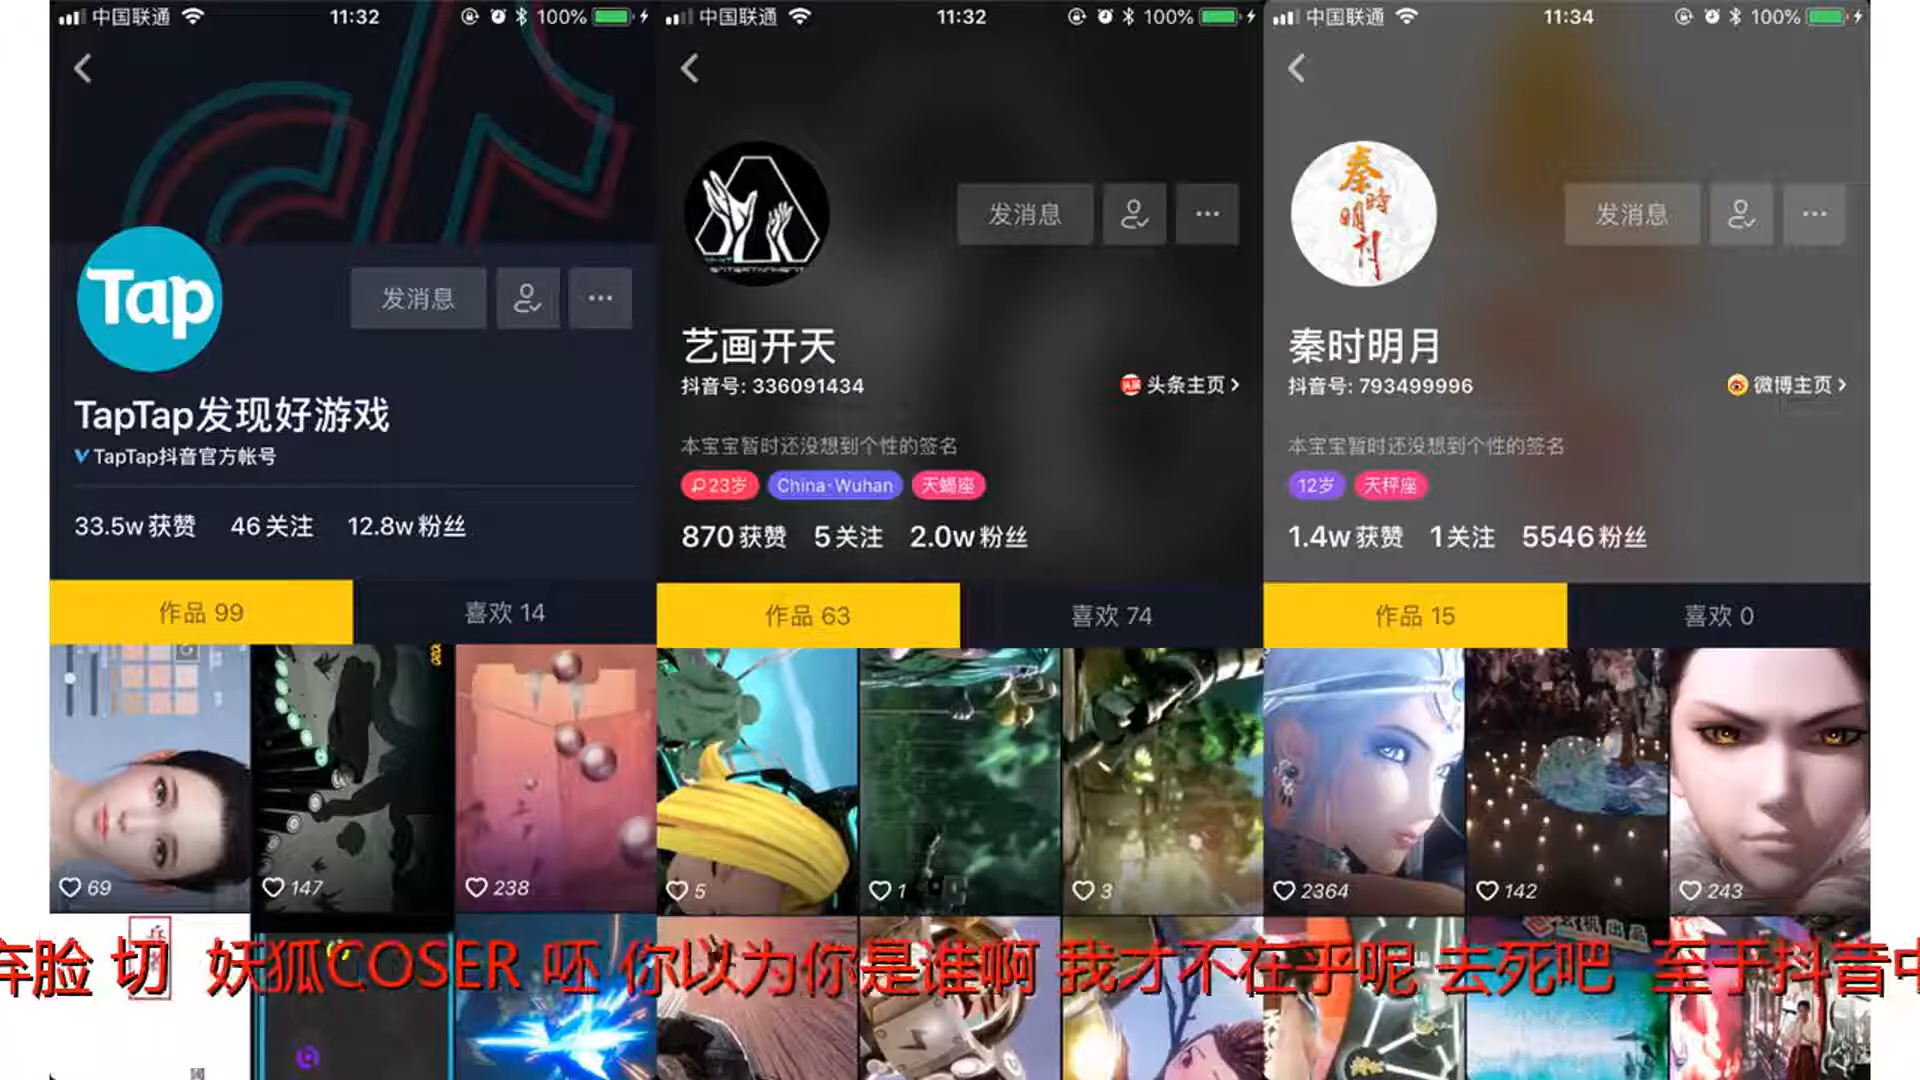 中国联通 11:32 100%
Tap
发消息
TapTap发现好游戏
TapTap抖音官方帐号
33.5w获赞 46关注 12.8w粉丝
作品 99 喜欢 14
69 147 238
中国联通 11:32 100%
发消息
艺画开天
抖音号: 336091434 头条主页
本宝宝暂时还没想到个性的签名
23岁 China·Wuhan 天蝎座
870获赞 5关注 2.0w粉丝
作品 63 喜欢 74
5 1 3
中国联通 11:34 100%
秦时明月
发消息
秦时明月
抖音号: 793499996 微博主页
本宝宝暂时还没想到个性的签名
12岁 天秤座
1.4w获赞 1关注 5546粉丝
作品 15 喜欢 0
2364 142 243
弃脸 切 妖狐COSER 呸 你以为你是谁啊 我才不在乎呢 去死吧 至于抖音中